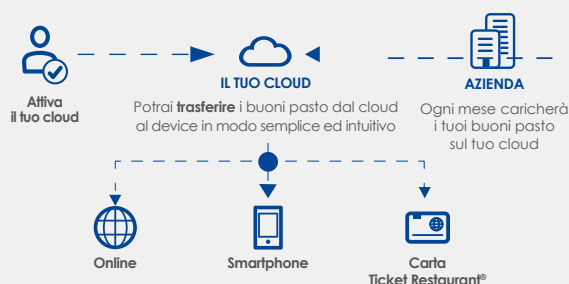 Attiva
il tuo cloud
IL TUO CLOUD
Potrai trasferire i buoni pasto dal cloud
al device in modo semplice ed intuitivo
AZIENDA
Ogni mese caricherà
i tuoi buoni pasto
sul tuo cloud
Online
Smartphone
Carta
Ticket Restaurant®